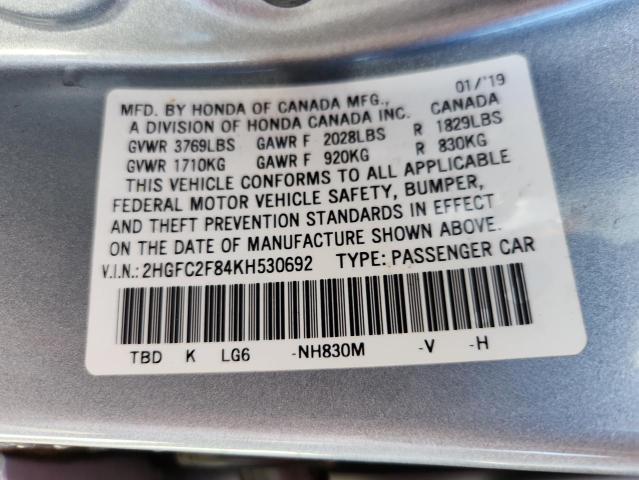 MFD. BY HONDA OF CANADA MFG., 01/'19
A DIVISION OF HONDA CANADA INC. CANADA
GVWR 3769LBS GAWR F 2028LBS R 1829LBS
GVWR 1710KG GAWR F 920KG R 830KG
THIS VEHICLE CONFORMS TO ALL APPLICABLE
FEDERAL MOTOR VEHICLE SAFETY, BUMPER,
AND THEFT PREVENTION STANDARDS IN EFFECT
ON THE DATE OF MANUFACTURE SHOWN ABOVE.
V.I.N.: 2HGFC2F84KH530692 TYPE: PASSENGER CAR
TBD K LG6 -NH830M -V -H